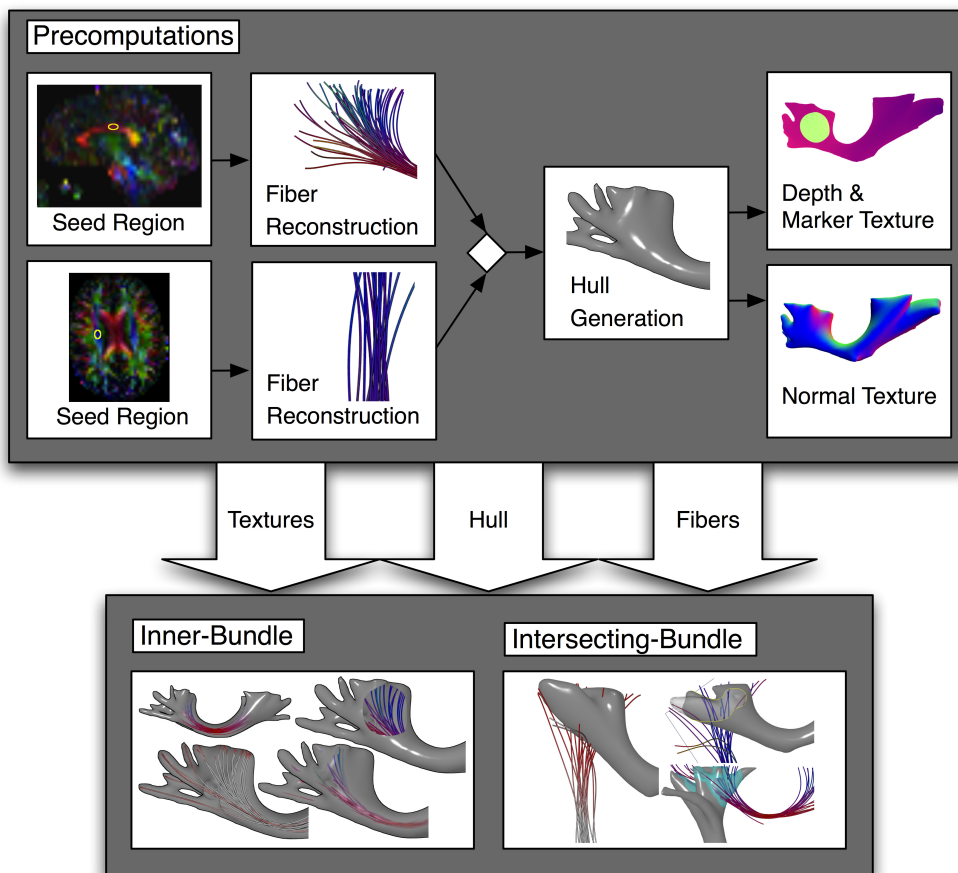 Precomputations
Seed Region
Fiber
Reconstruction
Seed Region
Fiber
Reconstruction
Hull
Generation
Depth &
Marker Texture
Normal Texture
Textures
Hull
Fibers
Inner-Bundle
Intersecting-Bundle